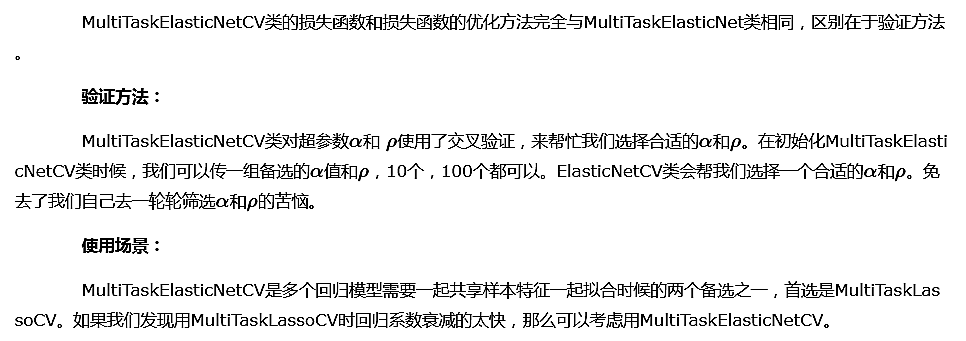 MultiTaskElasticNetCV类的损失函数和损失函数的优化方法完全与MultiTaskElasticNet类相同，区别在于验证方法
。
验证方法：
MultiTaskElasticNetCV类对超参数α和 ρ使用了交叉验证，来帮忙我们选择合适的α和ρ。在初始化MultiTaskElasti
cNetCV类时候，我们可以传一组备选的α值和ρ，10个，100个都可以。ElasticNetCV类会帮我们选择一个合适的α和ρ。免
去了我们自己去一轮轮筛选α和ρ的苦恼。
使用场景：
MultiTaskElasticNetCV是多个回归模型需要一起共享样本特征一起拟合时候的两个备选之一，首选是MultiTaskLas
soCV。如果我们发现用MultiTaskLassoCV时回归系数衰减的太快，那么可以考虑用MultiTaskElasticNetCV。